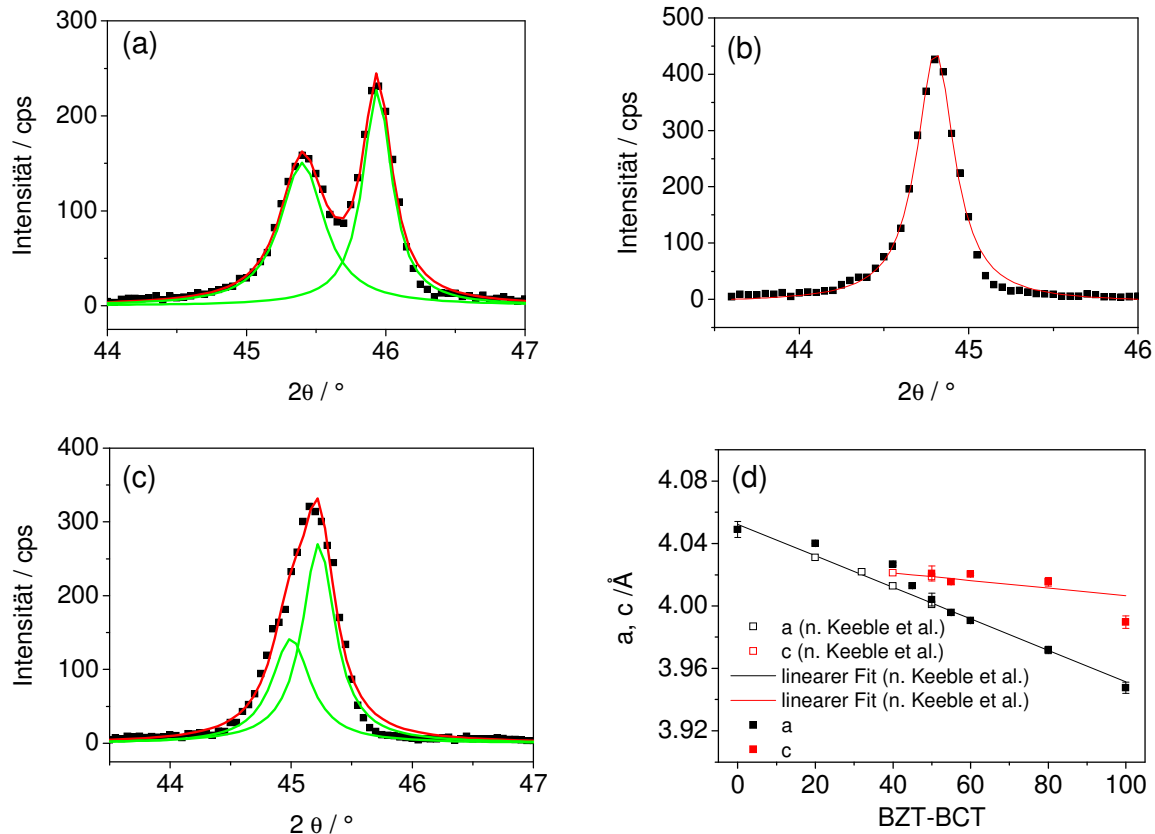 (a)
300
200
100
0
Intensität / cps
44 45 46 47
2θ / °
(b)
500
400
300
200
100
0
Intensität / cps
44 45 46
2θ / °
(c)
400
300
200
100
0
Intensität / cps
44 45 46 47
2 θ / °
(d)
4.08
4.04
4.00
3.96
3.92
a, c /Å
a (n. Keeble et al.)
c (n. Keeble et al.)
linearer Fit (n. Keeble et al.)
linearer Fit (n. Keeble et al.)
a
c
0 20 40 60 80 100
BZT-BCT